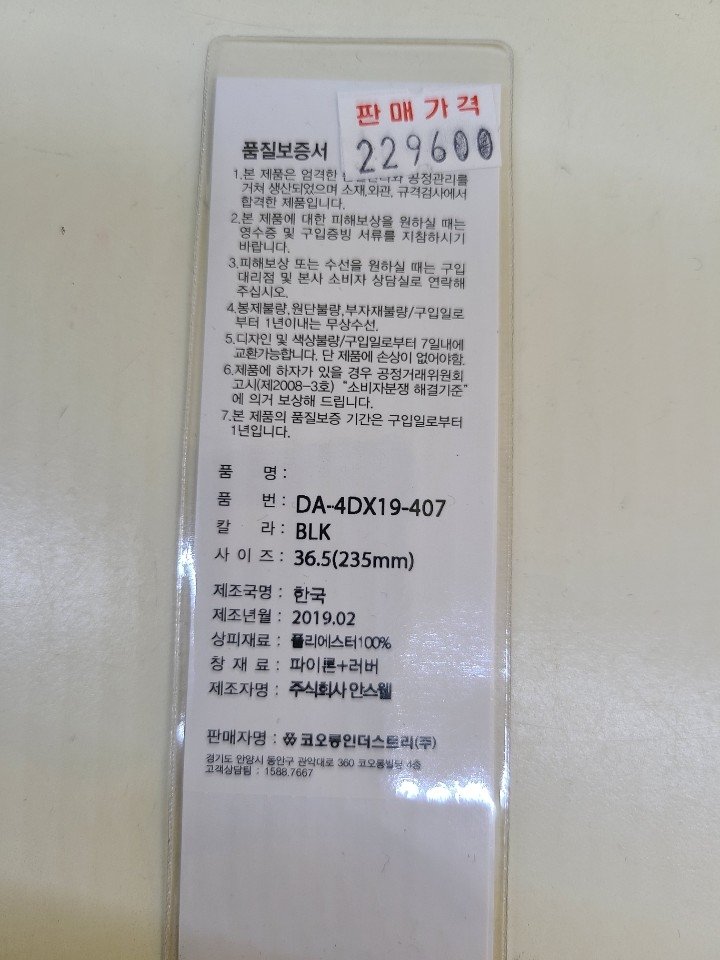 판매가격
229600
품질보증서
1.본 제품은 엄격한 공정관리를
거쳐 생산되었으며 소재,외관, 규격검사에서
합격한 제품입니다.
2.본 제품에 대한 피해보상을 원하실 때는
영수증 및 구입증빙 서류를 지참하시기
바랍니다.
3.피해보상 또는 수선을 원하실 때는 구입
대리점 및 본사 소비자 상담실로 연락해
주십시오.
4.봉제불량,원단불량,부자재불량/구입일로
부터 1년이내는 무상수선.
5.디자인 및 색상불량/구입일로부터 7일내에
교환가능합니다. 단 제품에 손상이 없어야함.
6.제품에 하자가 있을 경우 공정거래위원회
고시(제2008-3호) "소비자분쟁 해결기준"
에 의거 보상해 드립니다.
7.본 제품의 품질보증 기간은 구입일로부터
1년입니다.
품 명 :
품 번 : DA-4DX19-407
칼 라 : BLK
사 이 즈 : 36.5(235mm)
제조국명 : 한국
제조년월 : 2019.02
상피재료 : 폴리에스터100%
창 재 료 : 파이론+러버
제조자명 : 주식회사 안스웰
판매자명 : 코오롱인더스트리(주)
경기도 안양시 동안구 관악대로 360 코오롱빌딩 4층
고객상담팀 : 1588.7667